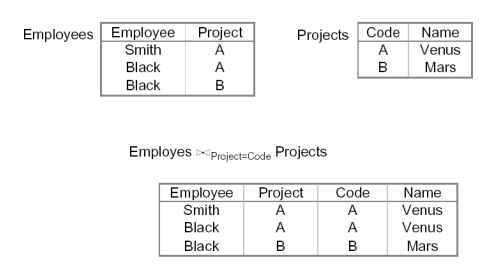 Employees
Employee Project
Smith A
Black A
Black B
Projects
Code Name
A Venus
B Mars
Employes ⋈Project=Code Projects
Employee Project Code Name
Smith A A Venus
Black A A Venus
Black B B Mars